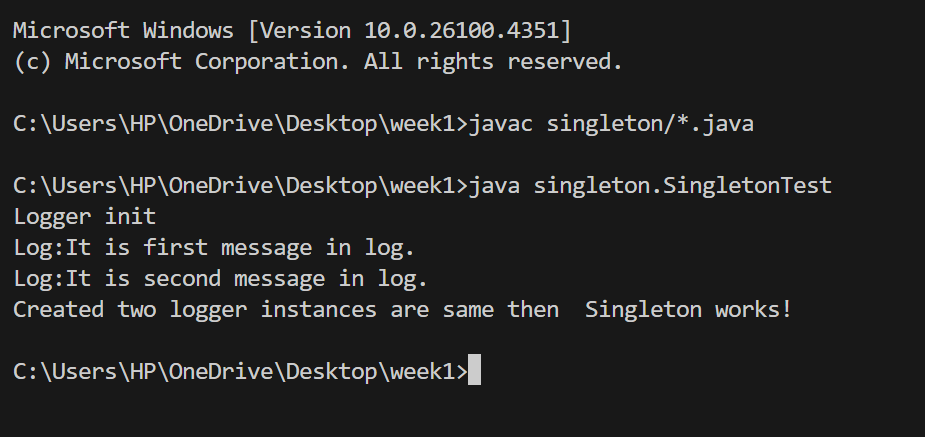 Microsoft Windows [Version 10.0.26100.4351]
(c) Microsoft Corporation. All rights reserved.
C:\Users\HP\OneDrive\Desktop\week1>javac singleton/*.java
C:\Users\HP\OneDrive\Desktop\week1>java singleton.SingletonTest
Logger init
Log:It is first message in log.
Log:It is second message in log.
Created two logger instances are same then  Singleton works!
C:\Users\HP\OneDrive\Desktop\week1>